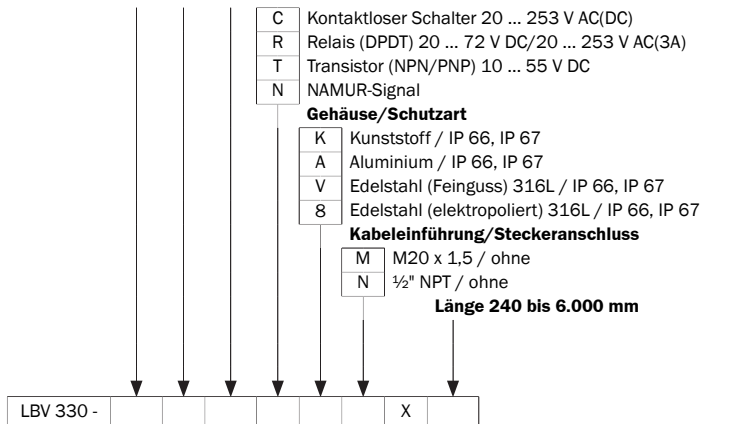 C Kontaktloser Schalter 20 ... 253 V AC(DC)
R Relais (DPDT) 20 ... 72 V DC/20 ... 253 V AC(3A)
T Transistor (NPN/PNP) 10 ... 55 V DC
N NAMUR-Signal
Gehäuse/Schutzart
K Kunststoff / IP 66, IP 67
A Aluminium / IP 66, IP 67
V Edelstahl (Feinguss) 316L / IP 66, IP 67
8 Edelstahl (elektropoliert) 316L / IP 66, IP 67
Kabeleinführung/Steckeranschluss
M M20 x 1,5 / ohne
N ½" NPT / ohne
Länge 240 bis 6.000 mm
LBV 330 - X